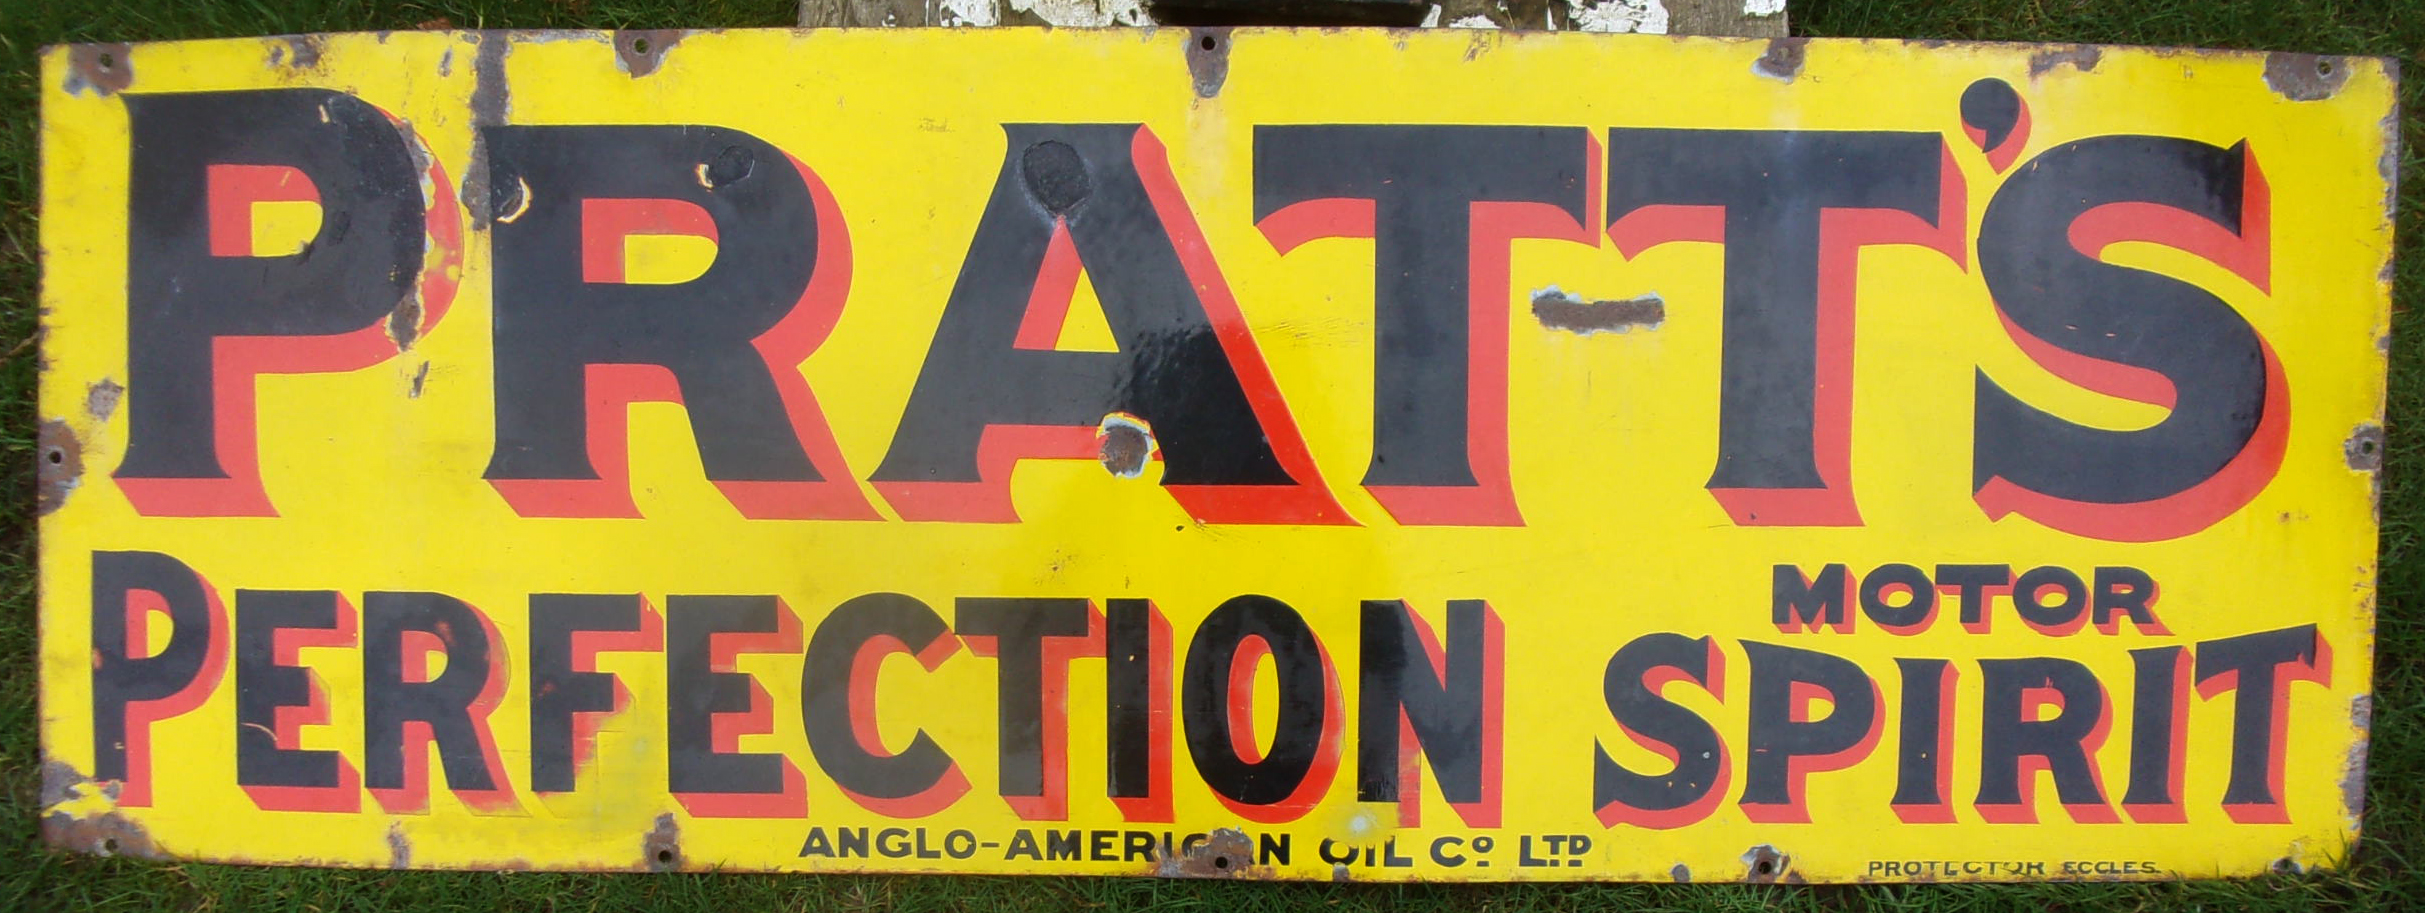 PRATT'S
MOTOR
PERFECTION SPIRIT
ANGLO-AMERICAN OIL Cº LTD
PROTECTOR ECCLES.